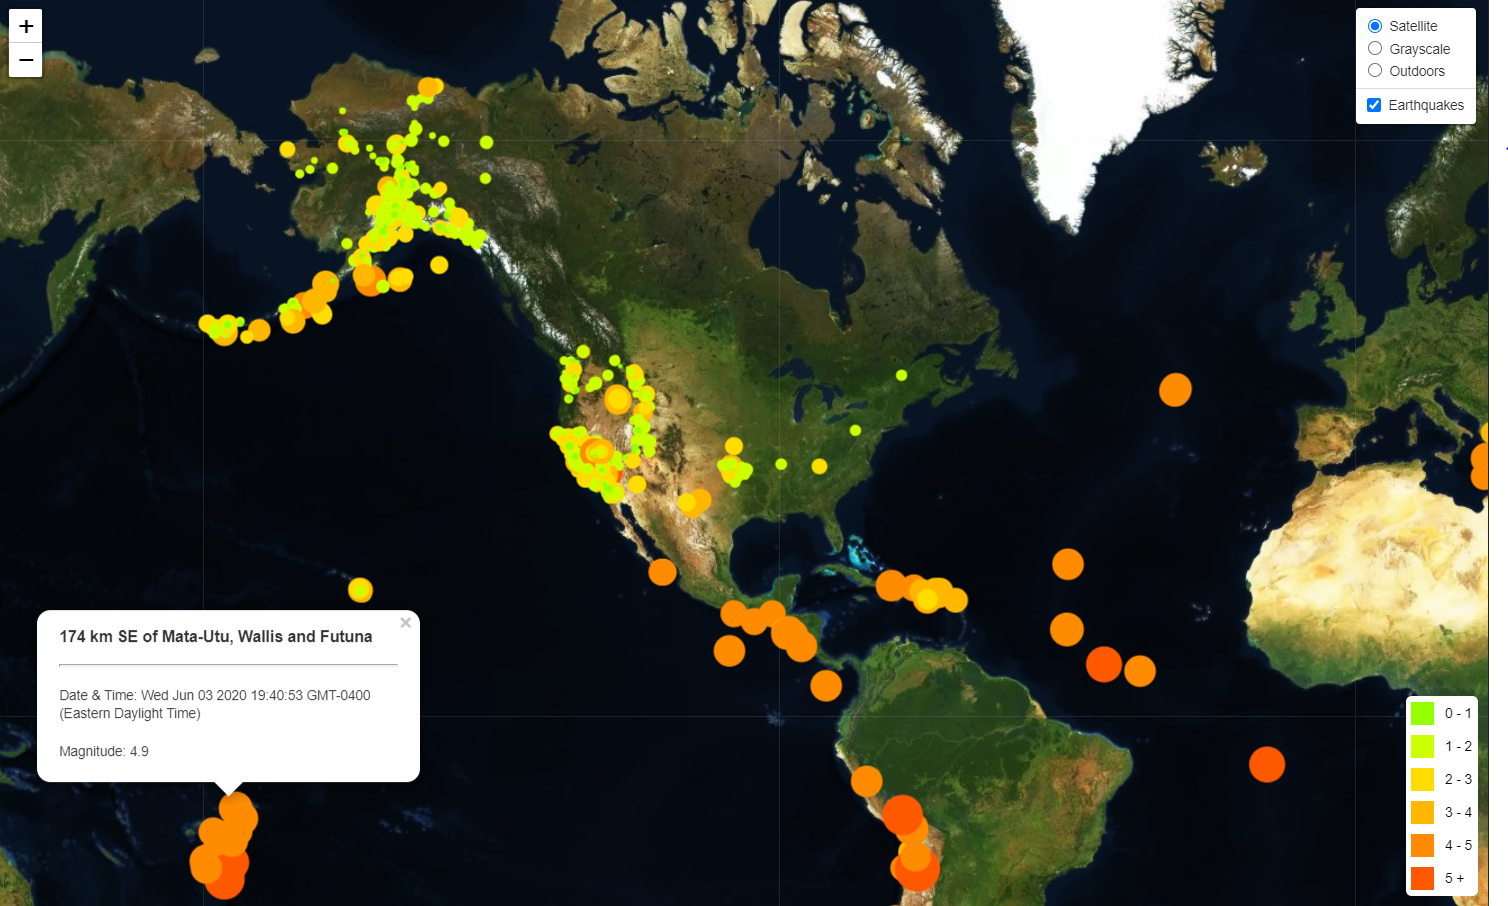 +
−
Satellite
Grayscale
Outdoors
Earthquakes
×
174 km SE of Mata-Utu, Wallis and Futuna
Date & Time: Wed Jun 03 2020 19:40:53 GMT-0400
(Eastern Daylight Time)
Magnitude: 4.9
0 - 1
1 - 2
2 - 3
3 - 4
4 - 5
5 +